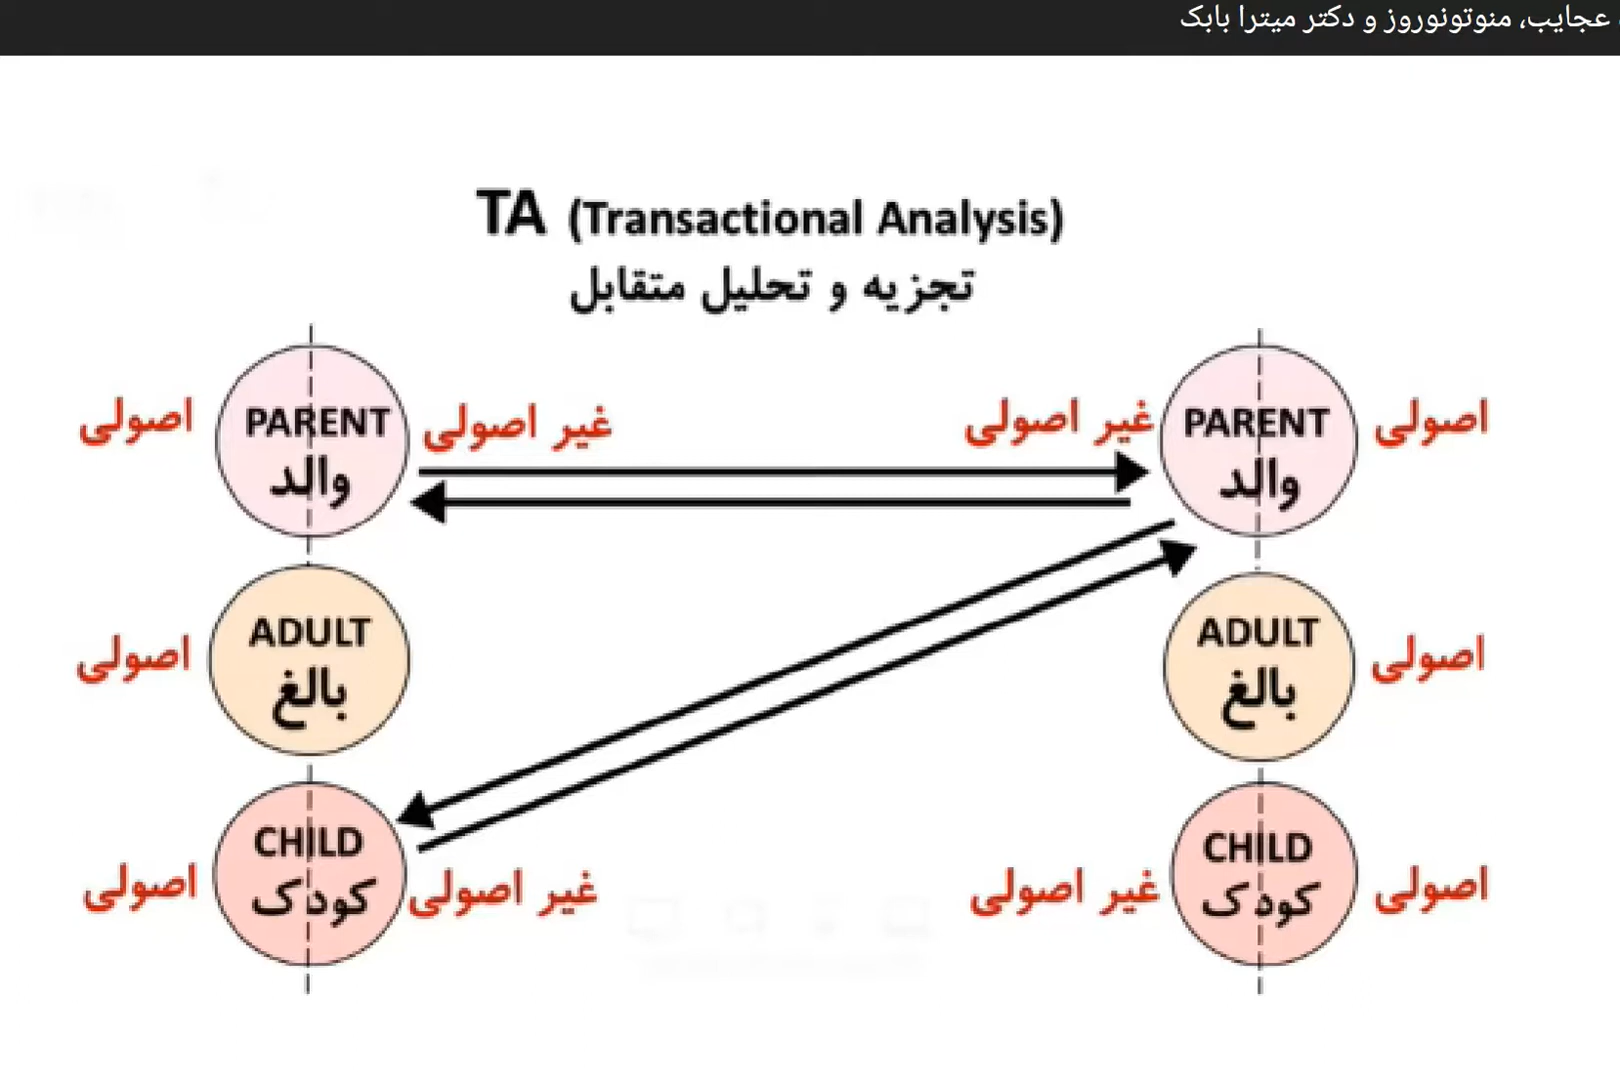 عجایب، منوتونوروز و دکتر میترا بابک
TA (Transactional Analysis)
تجزیه و تحلیل متقابل
اصولی
PARENT
والد
غیر اصولی
غیر اصولی
PARENT
والد
اصولی
اصولی
ADULT
بالغ
ADULT
بالغ
اصولی
اصولی
CHILD
کودک
غیر اصولی
غیر اصولی
CHILD
کودک
اصولی